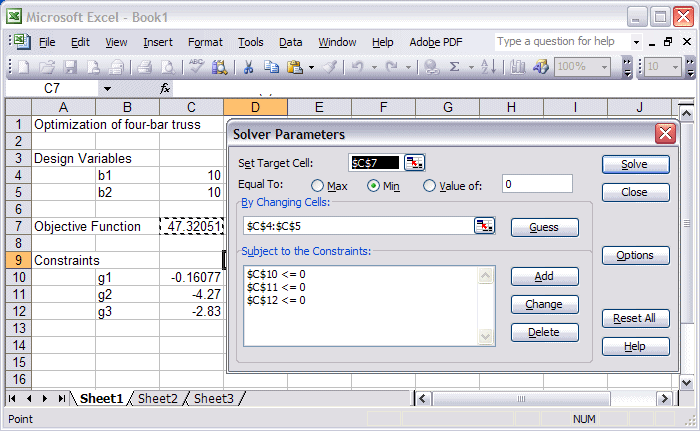 Microsoft Excel - Book1
File Edit View Insert Format Tools Data Window Help Adobe PDF Type a question for help
100% 10
C7 fx
A B C D E F G H I J
1 Optimization of four-bar truss
2
3 Design Variables
4 b1 10
5 b2 10
6
7 Objective Function 47.32051
8
9 Constraints
10 g1 -0.16077
11 g2 -4.27
12 g3 -2.83
13
14
15
16
Solver Parameters
Set Target Cell: $C$7 Solve
Equal To: Max Min Value of: 0 Close
By Changing Cells:
$C$4:$C$5 Guess
Subject to the Constraints: Options
$C$10 <= 0 Add
$C$11 <= 0
$C$12 <= 0
Change
Reset All
Delete
Help
Sheet1 Sheet2 Sheet3
Point NUM